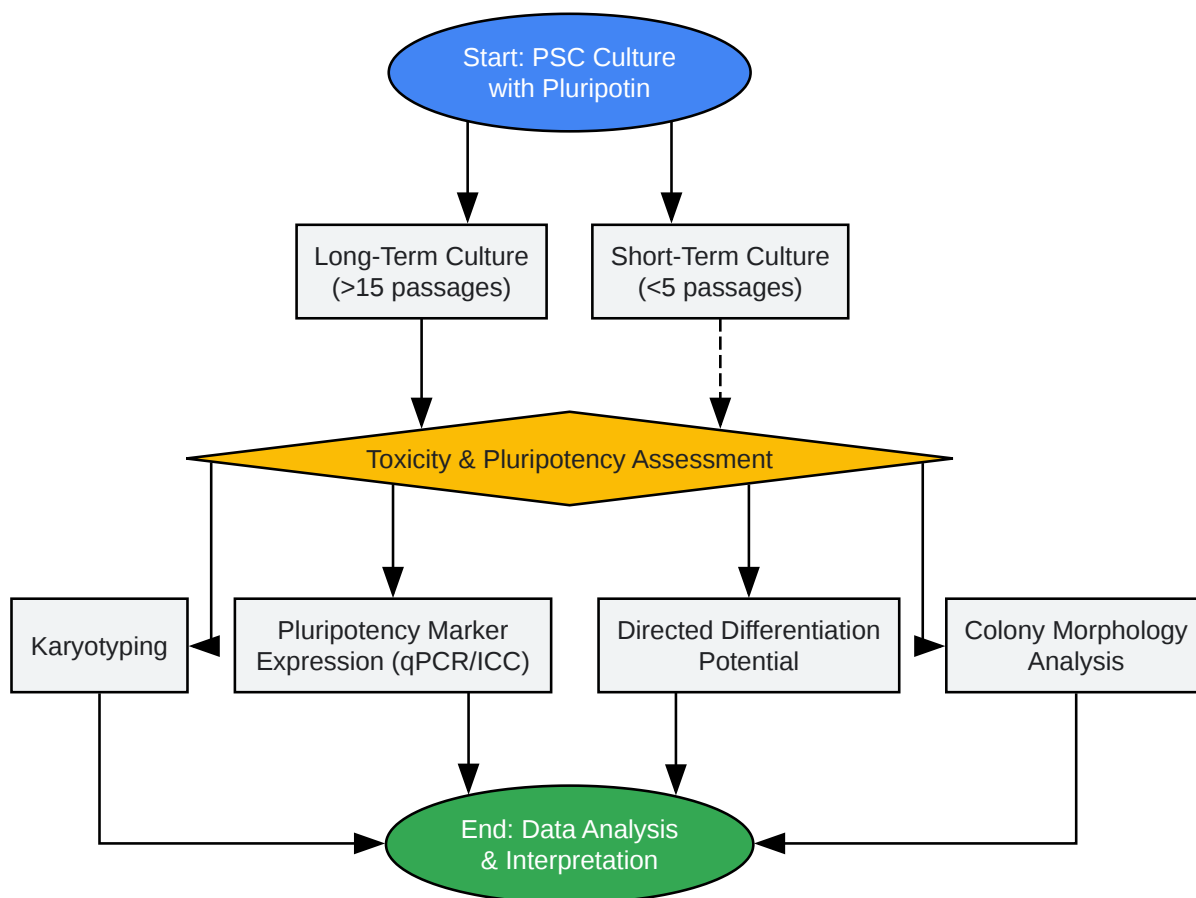 Start: PSC Culture
with Pluripotin
Long-Term Culture
(>15 passages)
Short-Term Culture
(<5 passages)
Toxicity & Pluripotency Assessment
Karyotyping
Pluripotency Marker
Expression (qPCR/ICC)
Directed Differentiation
Potential
Colony Morphology
Analysis
End: Data Analysis
& Interpretation